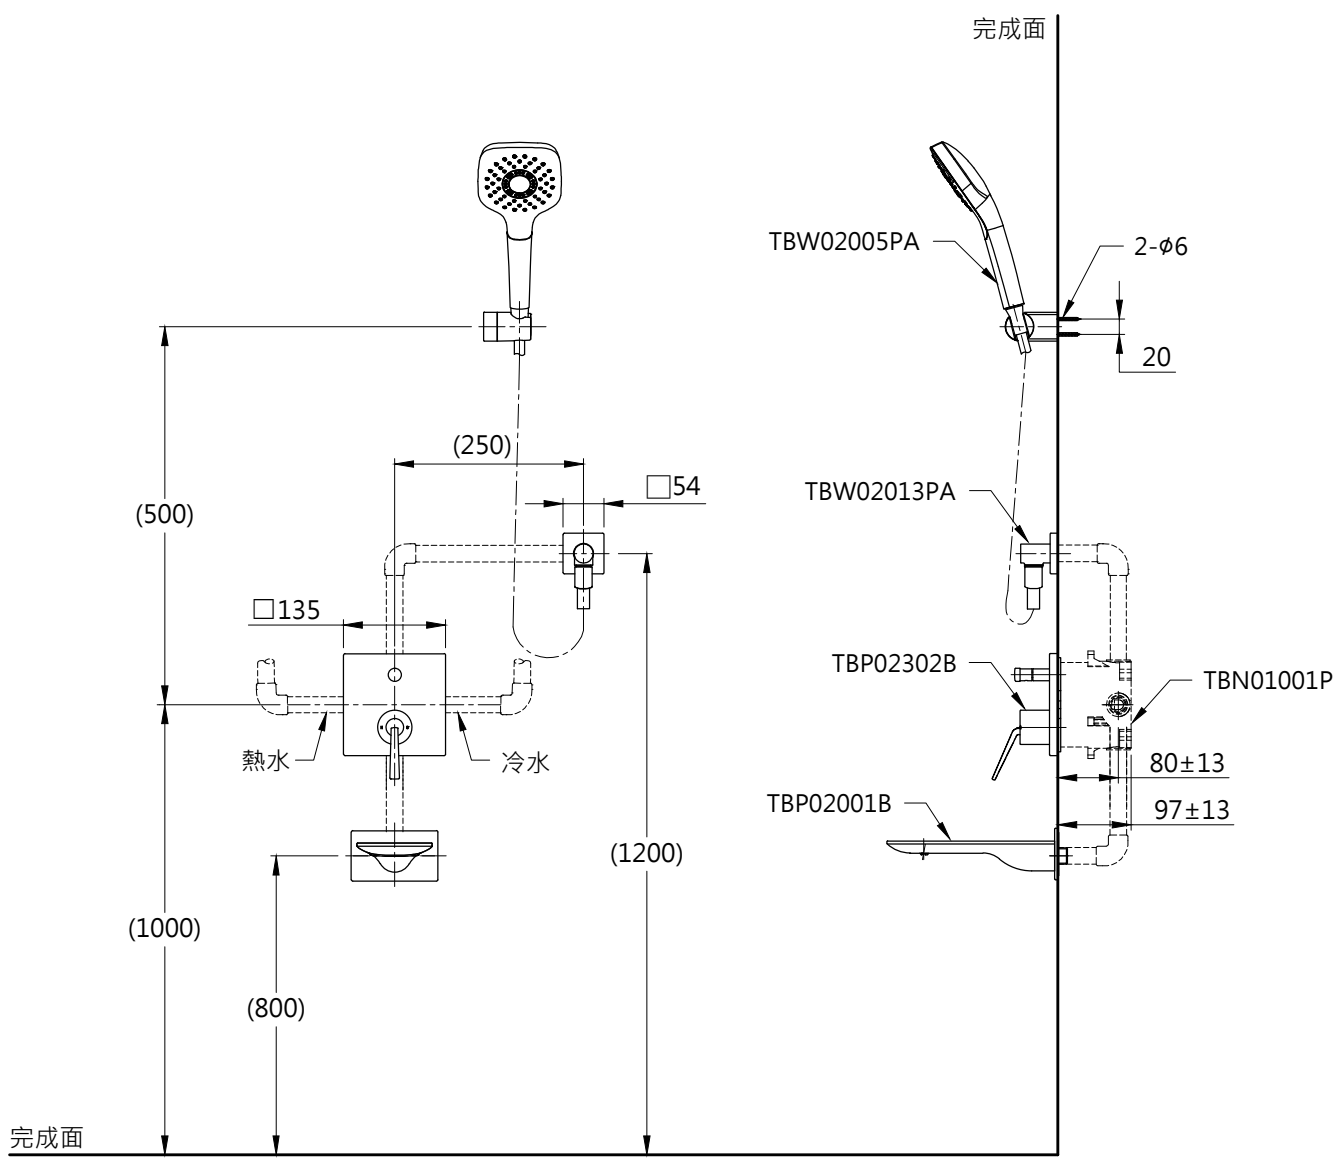 完成面
TBW02005PA
2-φ6
20
(250)
□54
(500)
TBW02013PA
□135
TBP02302B
TBN01001P
熱水
冷水
80±13
TBP02001B
97±13
(1200)
(1000)
(800)
完成面